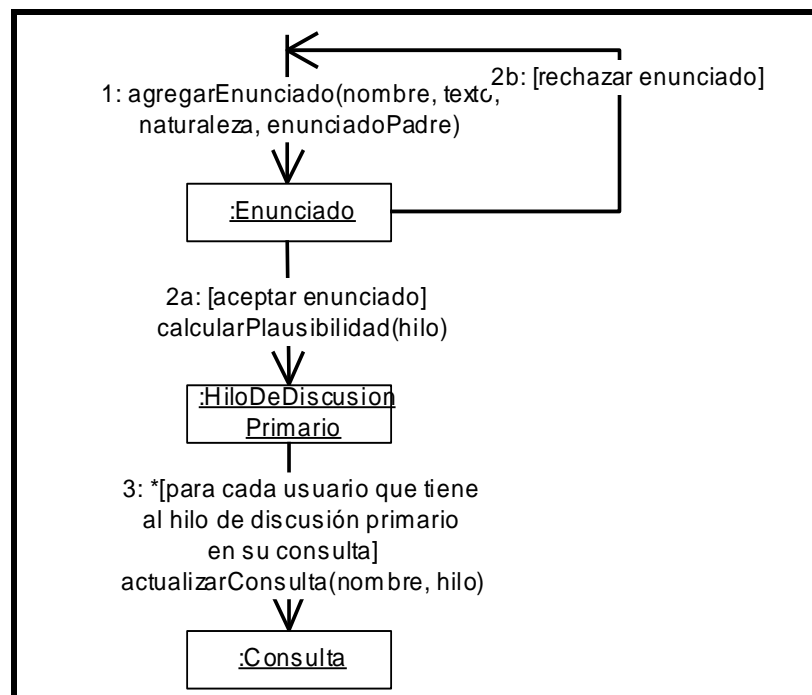 1: agregarEnunciado(nombre, texto,
naturaleza, enunciadoPadre)
2b: [rechazar enunciado]
:Enunciado
2a: [aceptar enunciado]
calcularPlausibilidad(hilo)
:HiloDeDiscusion
Primario
3: *[para cada usuario que tiene
al hilo de discusión primario
en su consulta]
actualizarConsulta(nombre, hilo)
:Consulta